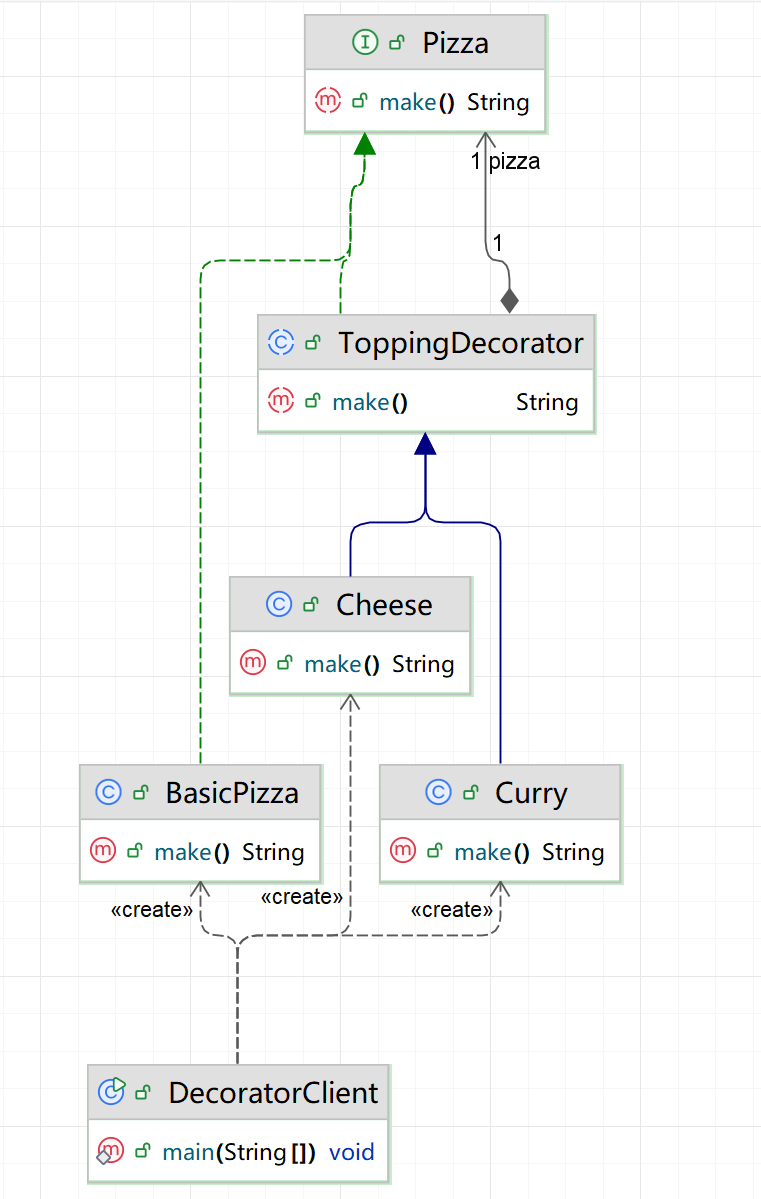 Pizza
make() String
1 pizza
1
ToppingDecorator
make() String
Cheese
make() String
BasicPizza
make() String
Curry
make() String
«create»
«create»
«create»
DecoratorClient
main(String[]) void